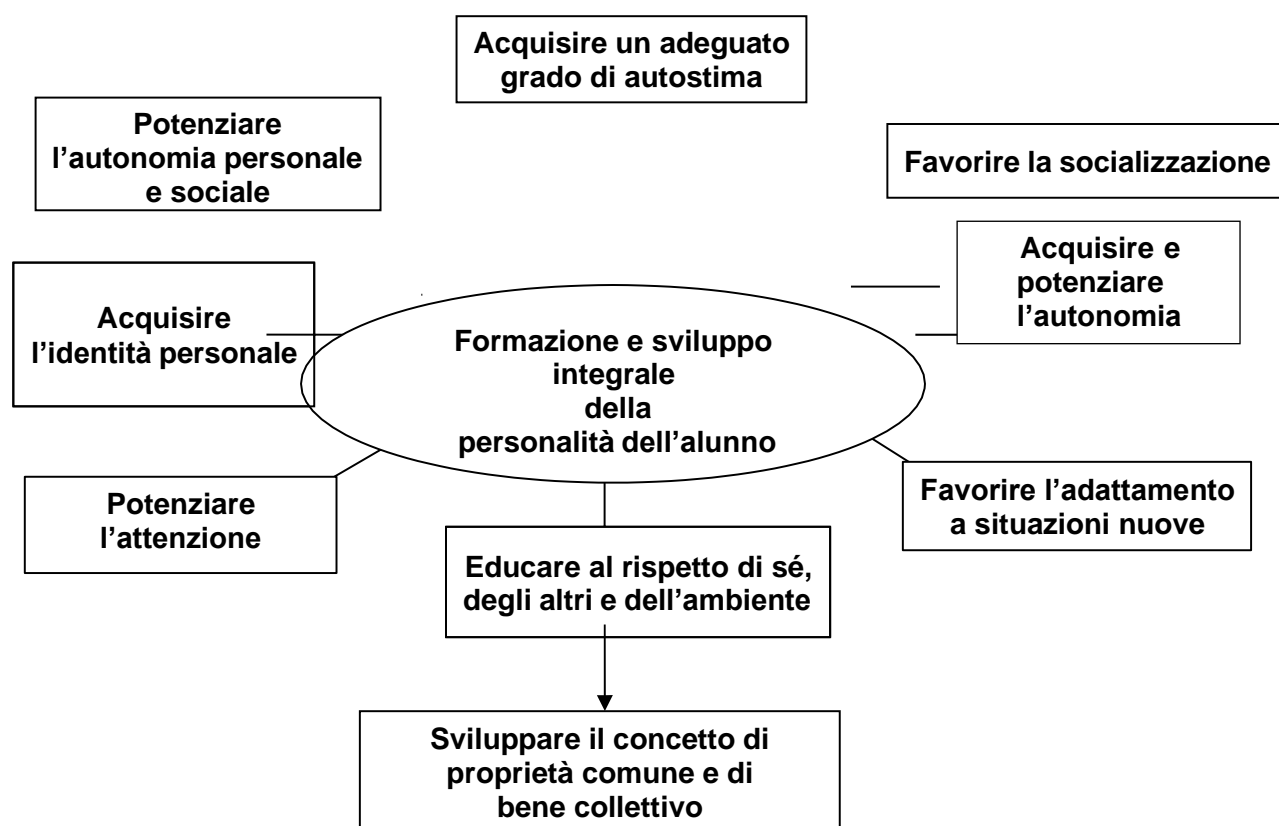 Acquisire un adeguato
grado di autostima
Potenziare
l’autonomia personale
e sociale
Favorire la socializzazione
Acquisire e
potenziare
l’autonomia
Acquisire
l’identità personale
Formazione e sviluppo
integrale
della
personalità dell’alunno
Potenziare
l’attenzione
Favorire l’adattamento
a situazioni nuove
Educare al rispetto di sé,
degli altri e dell’ambiente
Sviluppare il concetto di
proprietà comune e di
bene collettivo